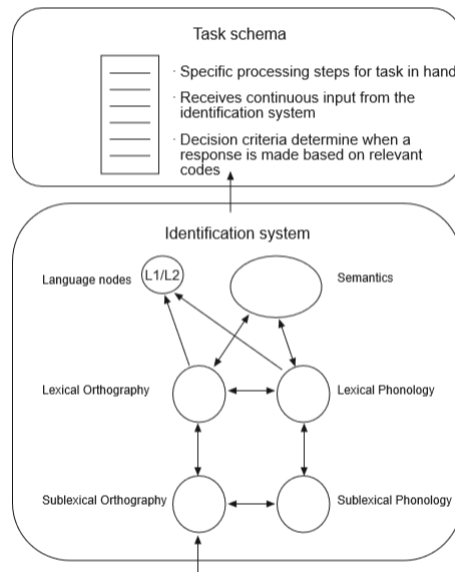 Task schema
· Specific processing steps for task in hand
· Receives continuous input from the
identification system
· Decision criteria determine when a
response is made based on relevant
codes
Identification system
Language nodes
(L1/L2)
Semantics
Lexical Orthography
Lexical Phonology
Sublexical Orthography
Sublexical Phonology